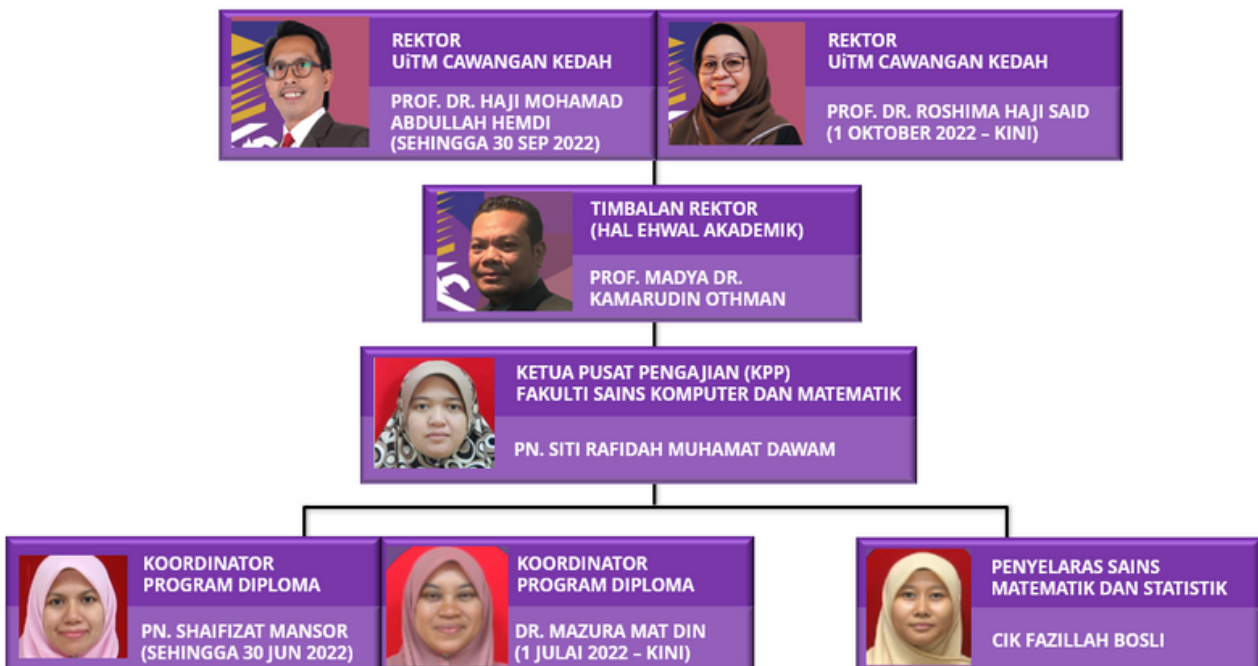 REKTOR
UiTM CAWANGAN KEDAH
PROF. DR. HAJI MOHAMAD
ABDULLAH HEMDI
(SEHINGGA 30 SEP 2022)
REKTOR
UiTM CAWANGAN KEDAH
PROF. DR. ROSHIMA HAJI SAID
(1 OKTOBER 2022 – KINI)
TIMBALAN REKTOR
(HAL EHWAL AKADEMIK)
PROF. MADYA DR.
KAMARUDIN OTHMAN
KETUA PUSAT PENGAJIAN (KPP)
FAKULTI SAINS KOMPUTER DAN MATEMATIK
PN. SITI RAFIDAH MUHAMAT DAWAM
KOORDINATOR
PROGRAM DIPLOMA
PN. SHAIFIZAT MANSOR
(SEHINGGA 30 JUN 2022)
KOORDINATOR
PROGRAM DIPLOMA
DR. MAZURA MAT DIN
(1 JULAI 2022 – KINI)
PENYELARAS SAINS
MATEMATIK DAN STATISTIK
CIK FAZILLAH BOSLI